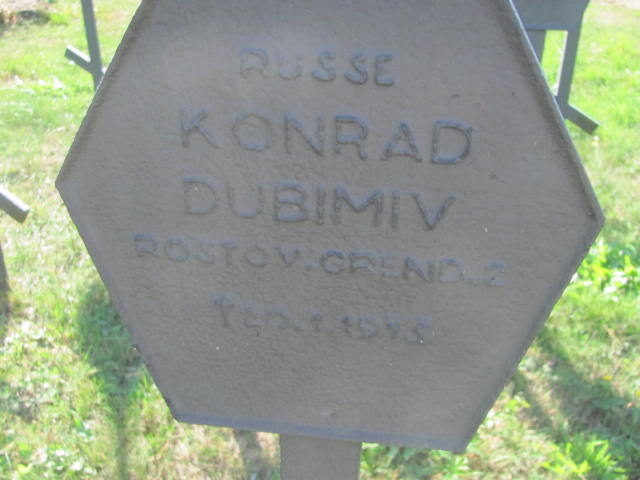 RUSSE
KONRAD
DUBIMIV
ROSTOV.GREND.2